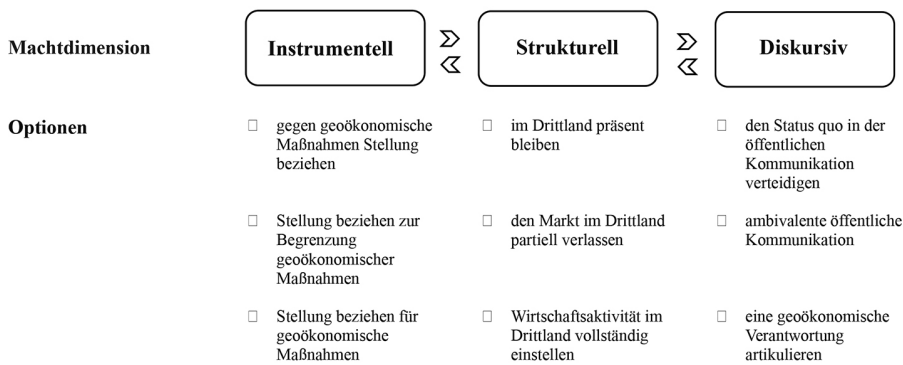 Machtdimension
Instrumentell
Strukturell
Diskursiv
Optionen
gegen geoökonomische
Maßnahmen Stellung
beziehen
im Drittland präsent
bleiben
den Status quo in der
öffentlichen
Kommunikation
verteidigen
Stellung beziehen zur
Begrenzung
geoökonomischer
Maßnahmen
den Markt im Drittland
partiell verlassen
ambivalente öffentliche
Kommunikation
Stellung beziehen für
geoökonomische
Maßnahmen
Wirtschaftsaktivität im
Drittland vollständig
einstellen
eine geoökonomische
Verantwortung
artikulieren